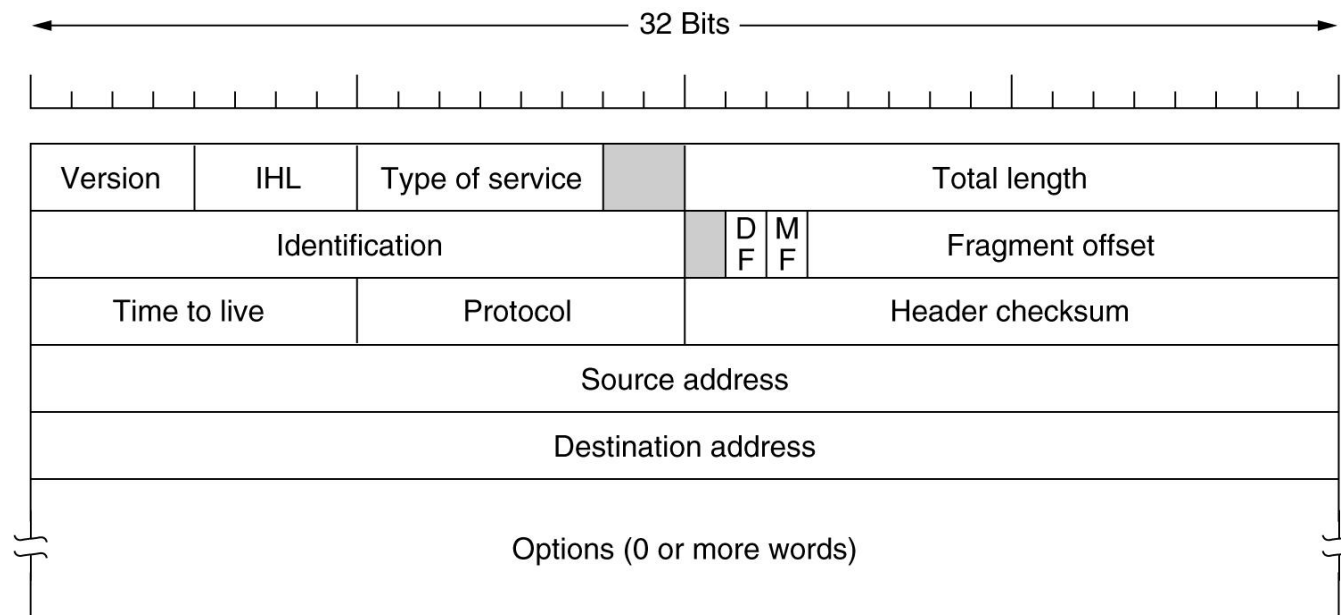 32 Bits
Version IHL Type of service Total length
Identification D F M F Fragment offset
Time to live Protocol Header checksum
Source address
Destination address
Options (0 or more words)